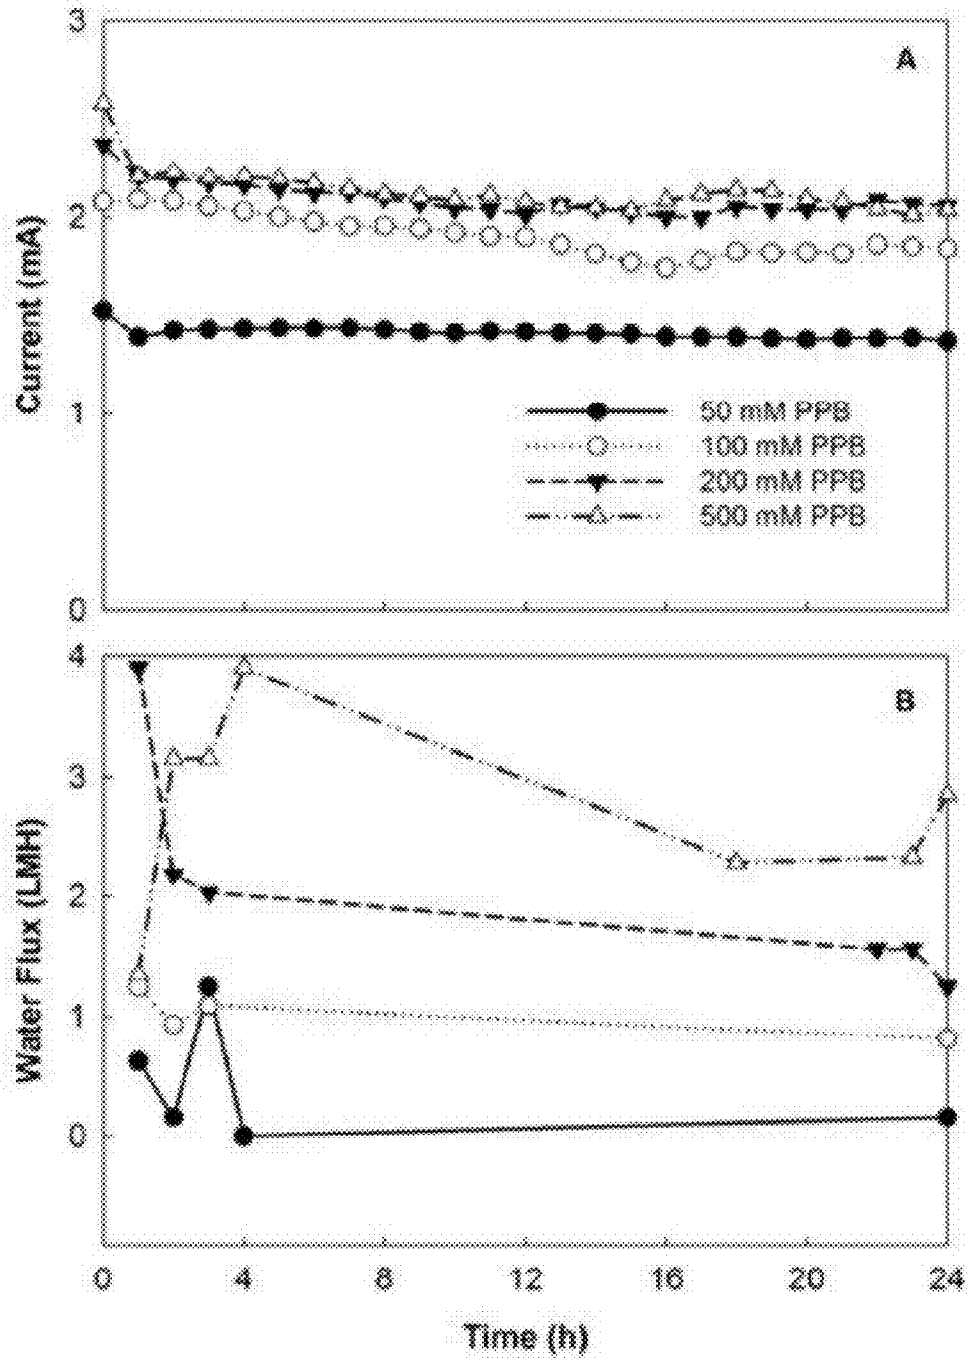 3
A
2
1
0
Current (mA)
50 mM PPB
100 mM PPB
200 mM PPB
500 mM PPB
4
B
3
2
1
0
Water Flux (LMH)
0 4 8 12 16 20 24
Time (h)